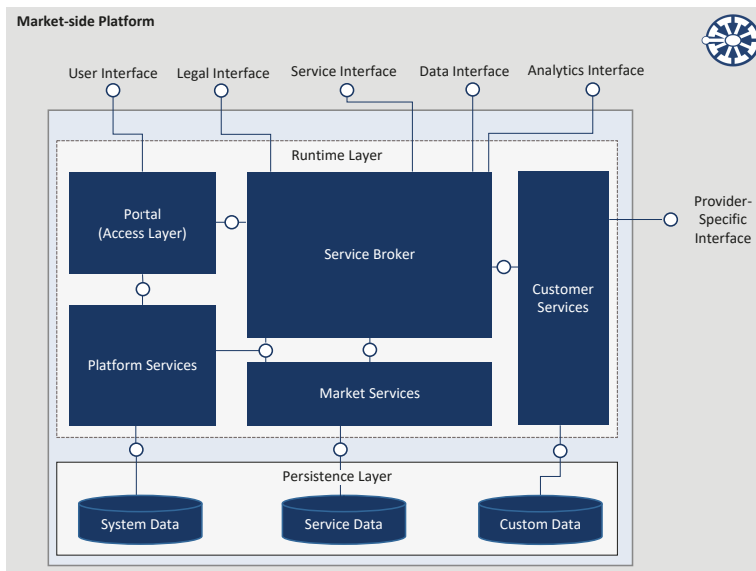 Market-side Platform
User Interface
Legal Interface
Service Interface
Data Interface
Analytics Interface
Runtime Layer
Portal
(Access Layer)
Service Broker
Customer
Services
Provider-
Specific
Interface
Platform Services
Market Services
Persistence Layer
System Data
Service Data
Custom Data